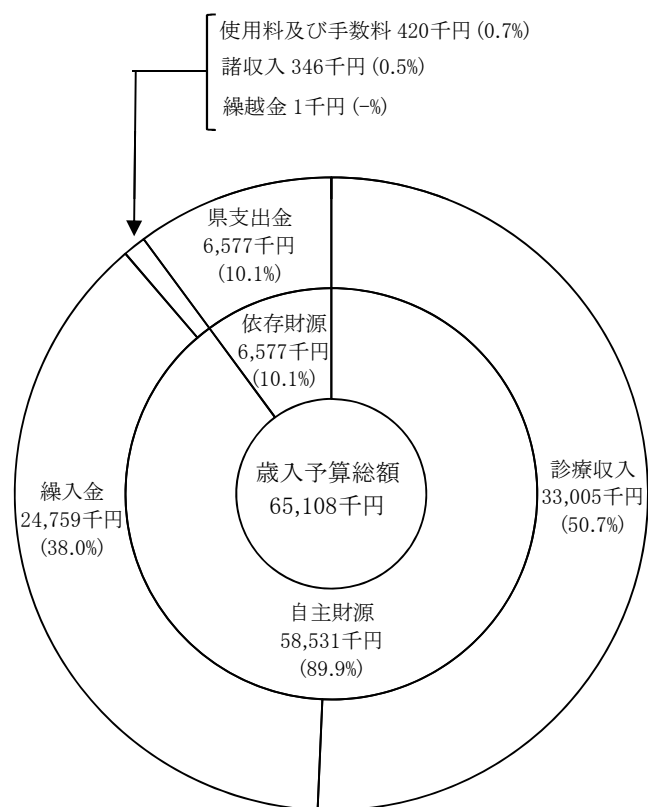 使用料及び手数料 420千円 (0.7%)
諸収入 346千円 (0.5%)
繰越金 1千円 (-%)
県支出金
6,577千円
(10.1%)
依存財源
6,577千円
(10.1%)
歳入予算総額
65,108千円
診療収入
33,005千円
(50.7%)
繰入金
24,759千円
(38.0%)
自主財源
58,531千円
(89.9%)